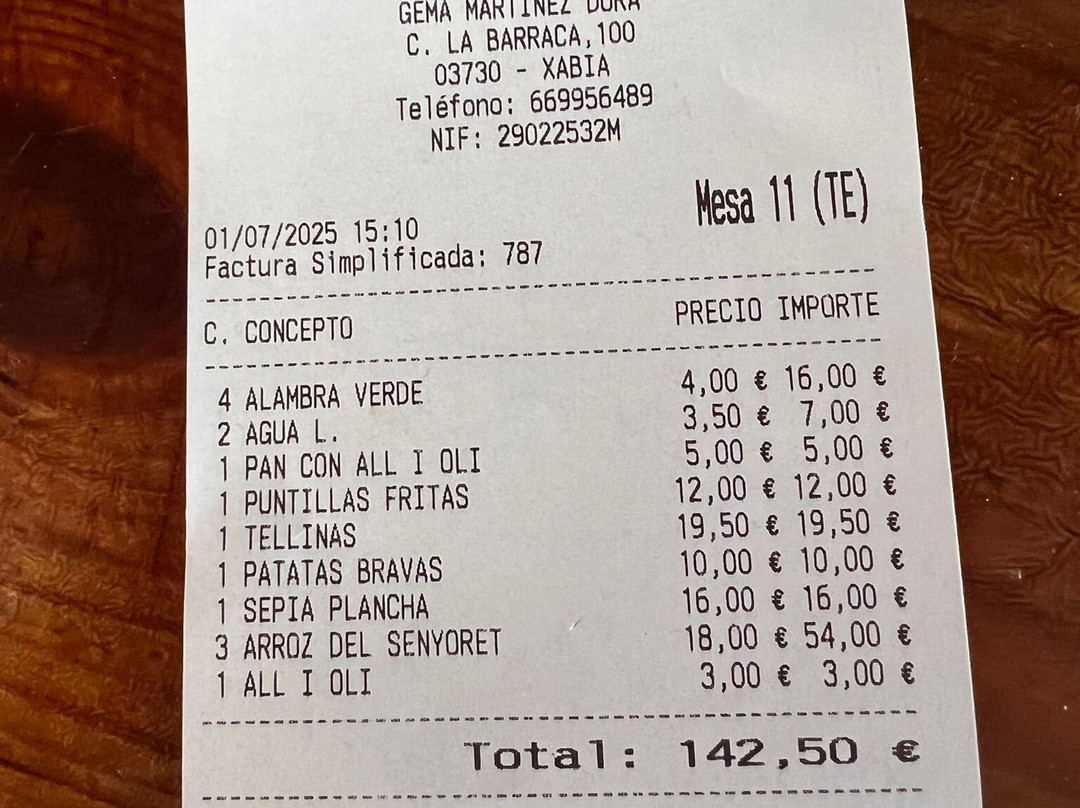 GEMA MARTINEZ DURA
C. LA BARRACA,100
03730 - XABIA
Teléfono: 669956489
NIF: 29022532M
Mesa 11 (TE)
01/07/2025 15:10
Factura Simplificada: 787
C. CONCEPTO PRECIO IMPORTE
4 ALAMBRA VERDE 4,00 € 16,00 €
2 AGUA L. 3,50 € 7,00 €
1 PAN CON ALL I OLI 5,00 € 5,00 €
1 PUNTILLAS FRITAS 12,00 € 12,00 €
1 TELLINAS 19,50 € 19,50 €
1 PATATAS BRAVAS 10,00 € 10,00 €
1 SEPIA PLANCHA 16,00 € 16,00 €
3 ARROZ DEL SENYORET 18,00 € 54,00 €
1 ALL I OLI 3,00 € 3,00 €
Total: 142,50 €